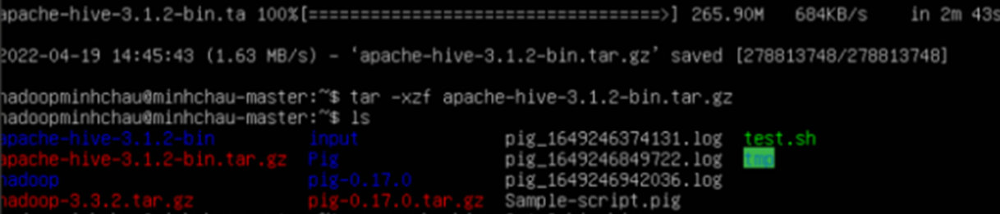 apache-hive-3.1.2-bin.ta 100%[===================================>] 265.90M 684KB/s in 2m 43s
2022-04-19 14:45:43 (1.63 MB/s) - ‘apache-hive-3.1.2-bin.tar.gz’ saved [278813748/278813748]
hadoopminhchau@minhchau-master:~$ tar -xzf apache-hive-3.1.2-bin.tar.gz
hadoopminhchau@minhchau-master:~$ ls
apache-hive-3.1.2-bin input pig_1649246374131.log test.sh
apache-hive-3.1.2-bin.tar.gz Pig pig_1649246849722.log tmp
hadoop pig-0.17.0 pig_1649246942036.log
hadoop-3.3.2.tar.gz pig-0.17.0.tar.gz Sample-script.pig